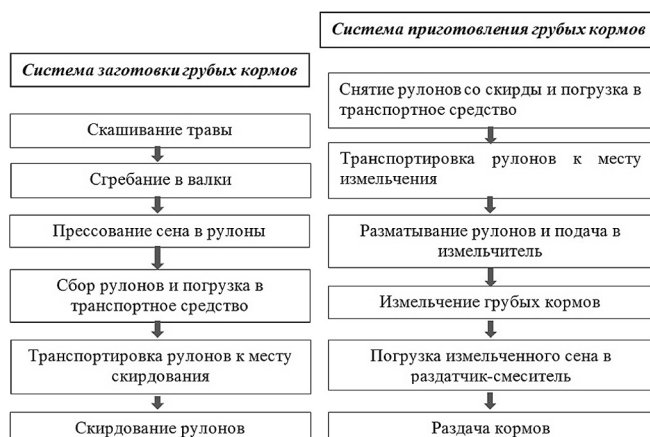 Система заготовки грубых кормов
Скашивание травы
Сгребание в валки
Прессование сена в рулоны
Сбор рулонов и погрузка в
транспортное средство
Транспортировка рулонов к месту
скирдования
Скирдование рулонов
Система приготовления грубых кормов
Снятие рулонов со скирды и погрузка в
транспортное средство
Транспортировка рулонов к месту
измельчения
Разматывание рулонов и подача в
измельчитель
Измельчение грубых кормов
Погрузка измельченного сена в
раздатчик-смеситель
Раздача кормов